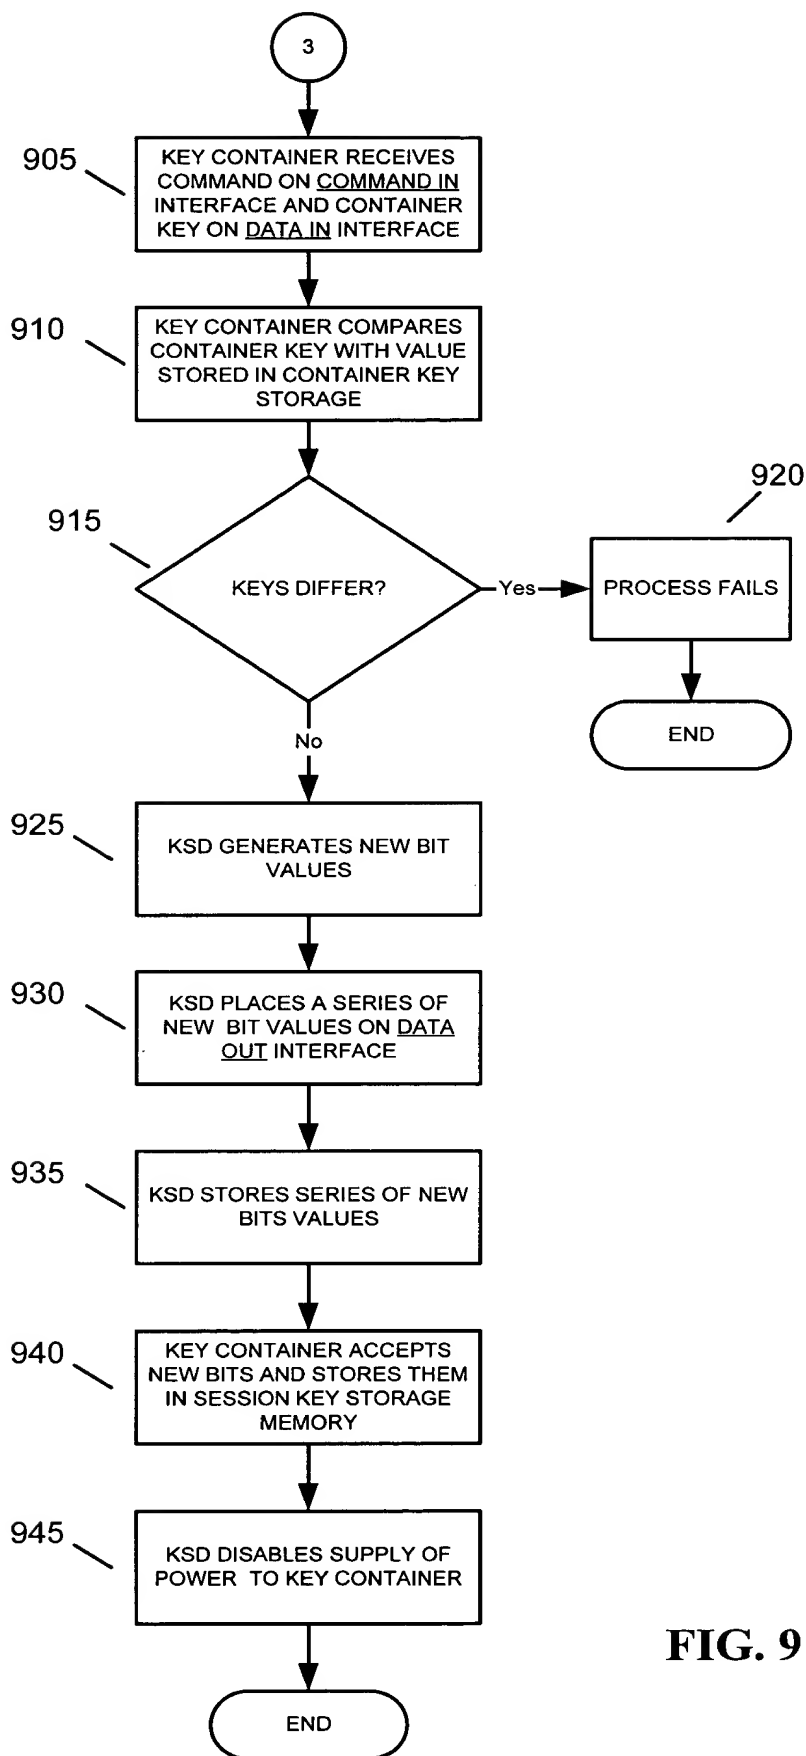 3
905
KEY CONTAINER RECEIVES
COMMAND ON COMMAND IN
INTERFACE AND CONTAINER
KEY ON DATA IN INTERFACE
910
KEY CONTAINER COMPARES
CONTAINER KEY WITH VALUE
STORED IN CONTAINER KEY
STORAGE
915
KEYS DIFFER?
Yes
920
PROCESS FAILS
END
No
925
KSD GENERATES NEW BIT
VALUES
930
KSD PLACES A SERIES OF
NEW BIT VALUES ON DATA
OUT INTERFACE
935
KSD STORES SERIES OF NEW
BITS VALUES
940
KEY CONTAINER ACCEPTS
NEW BITS AND STORES THEM
IN SESSION KEY STORAGE
MEMORY
945
KSD DISABLES SUPPLY OF
POWER TO KEY CONTAINER
END
FIG. 9